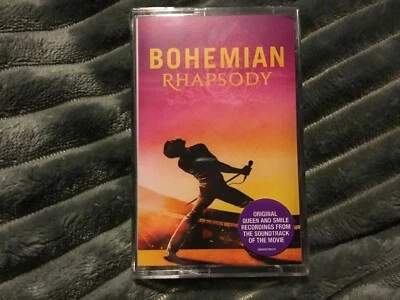 BOHEMIAN
RHAPSODY
ORIGINAL
QUEEN AND SMILE
RECORDINGS FROM
THE SOUNDTRACK
OF THE MOVIE